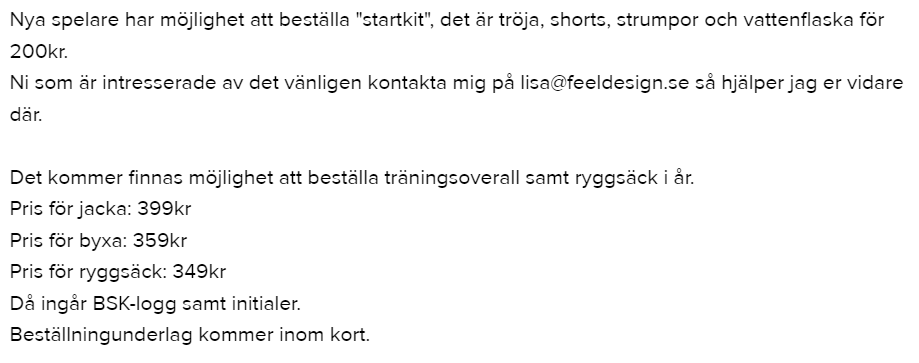 Nya spelare har möjlighet att beställa "startkit", det är tröja, shorts, strumpor och vattenflaska för
200kr.
Ni som är intresserade av det vänligen kontakta mig på lisa@feeldesign.se så hjälper jag er vidare
där.
Det kommer finnas möjlighet att beställa träningsoverall samt ryggsäck i år.
Pris för jacka: 399kr
Pris för byxa: 359kr
Pris för ryggsäck: 349kr
Då ingår BSK-logg samt initialer.
Beställningunderlag kommer inom kort.